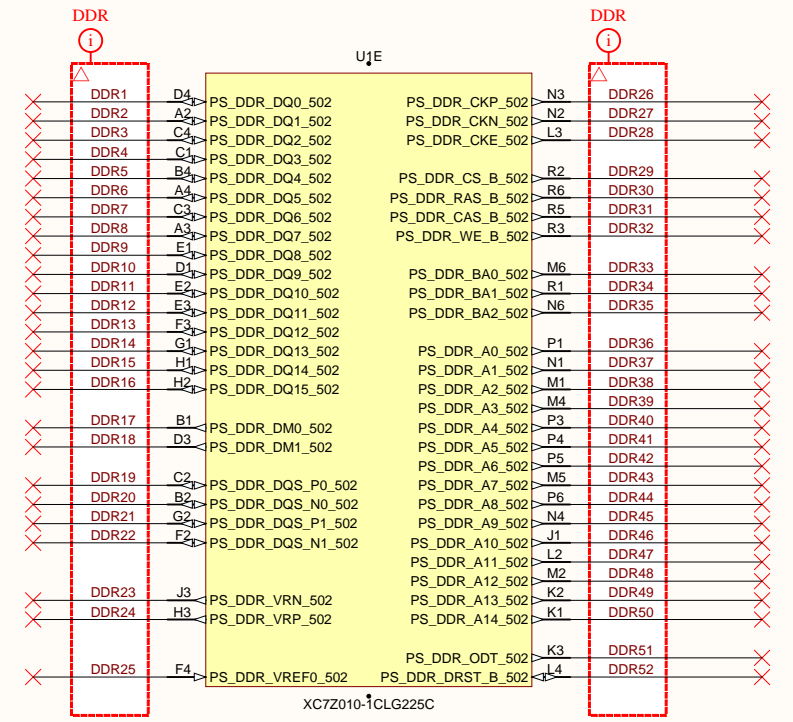 DDR
DDR
i
i
U1E
DDR1 D4 PS_DDR_DQ0_502
DDR2 A2 PS_DDR_DQ1_502
DDR3 C4 PS_DDR_DQ2_502
DDR4 C1 PS_DDR_DQ3_502
DDR5 B4 PS_DDR_DQ4_502
DDR6 A4 PS_DDR_DQ5_502
DDR7 C3 PS_DDR_DQ6_502
DDR8 A3 PS_DDR_DQ7_502
DDR9 E1 PS_DDR_DQ8_502
DDR10 D1 PS_DDR_DQ9_502
DDR11 E2 PS_DDR_DQ10_502
DDR12 E3 PS_DDR_DQ11_502
DDR13 F3 PS_DDR_DQ12_502
DDR14 G1 PS_DDR_DQ13_502
DDR15 H1 PS_DDR_DQ14_502
DDR16 H2 PS_DDR_DQ15_502
DDR17 B1 PS_DDR_DM0_502
DDR18 D3 PS_DDR_DM1_502
DDR19 C2 PS_DDR_DQS_P0_502
DDR20 B2 PS_DDR_DQS_N0_502
DDR21 G2 PS_DDR_DQS_P1_502
DDR22 F2 PS_DDR_DQS_N1_502
DDR23 J3 PS_DDR_VRN_502
DDR24 H3 PS_DDR_VRP_502
DDR25 F4 PS_DDR_VREF0_502
PS_DDR_CKP_502 N3 DDR26
PS_DDR_CKN_502 N2 DDR27
PS_DDR_CKE_502 L3 DDR28
PS_DDR_CS_B_502 R2 DDR29
PS_DDR_RAS_B_502 R6 DDR30
PS_DDR_CAS_B_502 R5 DDR31
PS_DDR_WE_B_502 R3 DDR32
PS_DDR_BA0_502 M6 DDR33
PS_DDR_BA1_502 R1 DDR34
PS_DDR_BA2_502 N6 DDR35
PS_DDR_A0_502 P1 DDR36
PS_DDR_A1_502 N1 DDR37
PS_DDR_A2_502 M1 DDR38
PS_DDR_A3_502 M4 DDR39
PS_DDR_A4_502 P3 DDR40
PS_DDR_A5_502 P4 DDR41
PS_DDR_A6_502 P5 DDR42
PS_DDR_A7_502 M5 DDR43
PS_DDR_A8_502 P6 DDR44
PS_DDR_A9_502 N4 DDR45
PS_DDR_A10_502 J1 DDR46
PS_DDR_A11_502 L2 DDR47
PS_DDR_A12_502 M2 DDR48
PS_DDR_A13_502 K2 DDR49
PS_DDR_A14_502 K1 DDR50
PS_DDR_ODT_502 K3 DDR51
PS_DDR_DRST_B_502 L4 DDR52
XC7Z010-1CLG225C